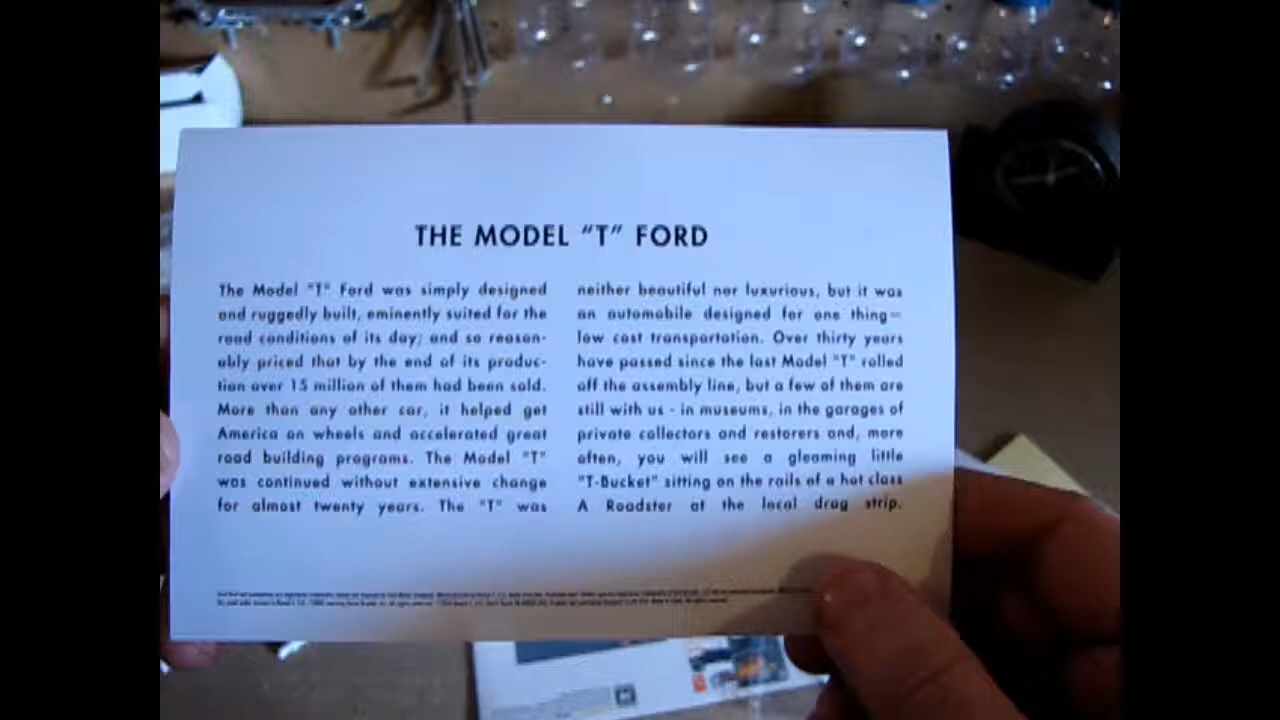 THE MODEL "T" FORD
The Model "T" Ford was simply designed
and ruggedly built, eminently suited for the
road conditions of its day; and so reason-
ably priced that by the end of its produc-
tion over 15 million of them had been sold.
More than any other car, it helped get
America on wheels and accelerated great
road building programs. The Model "T"
was continued without extensive change
for almost twenty years. The "T" was
neither beautiful nor luxurious, but it was
an automobile designed for one thing—
low cost transportation. Over thirty years
have passed since the last Model "T" rolled
off the assembly line, but a few of them are
still with us - in museums, in the garages of
private collectors and restorers and, more
often, you will see a gleaming little
"T-Bucket" sitting on the rails of a hot class
A Roadster at the local drag strip.